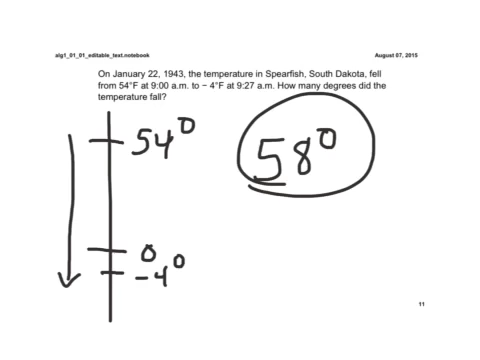 alg1_01_01_editable_text.notebook August 07, 2015
On January 22, 1943, the temperature in Spearfish, South Dakota, fell
from 54°F at 9:00 a.m. to − 4°F at 9:27 a.m. How many degrees did the
temperature fall?
54°
58°
0
-4°
11